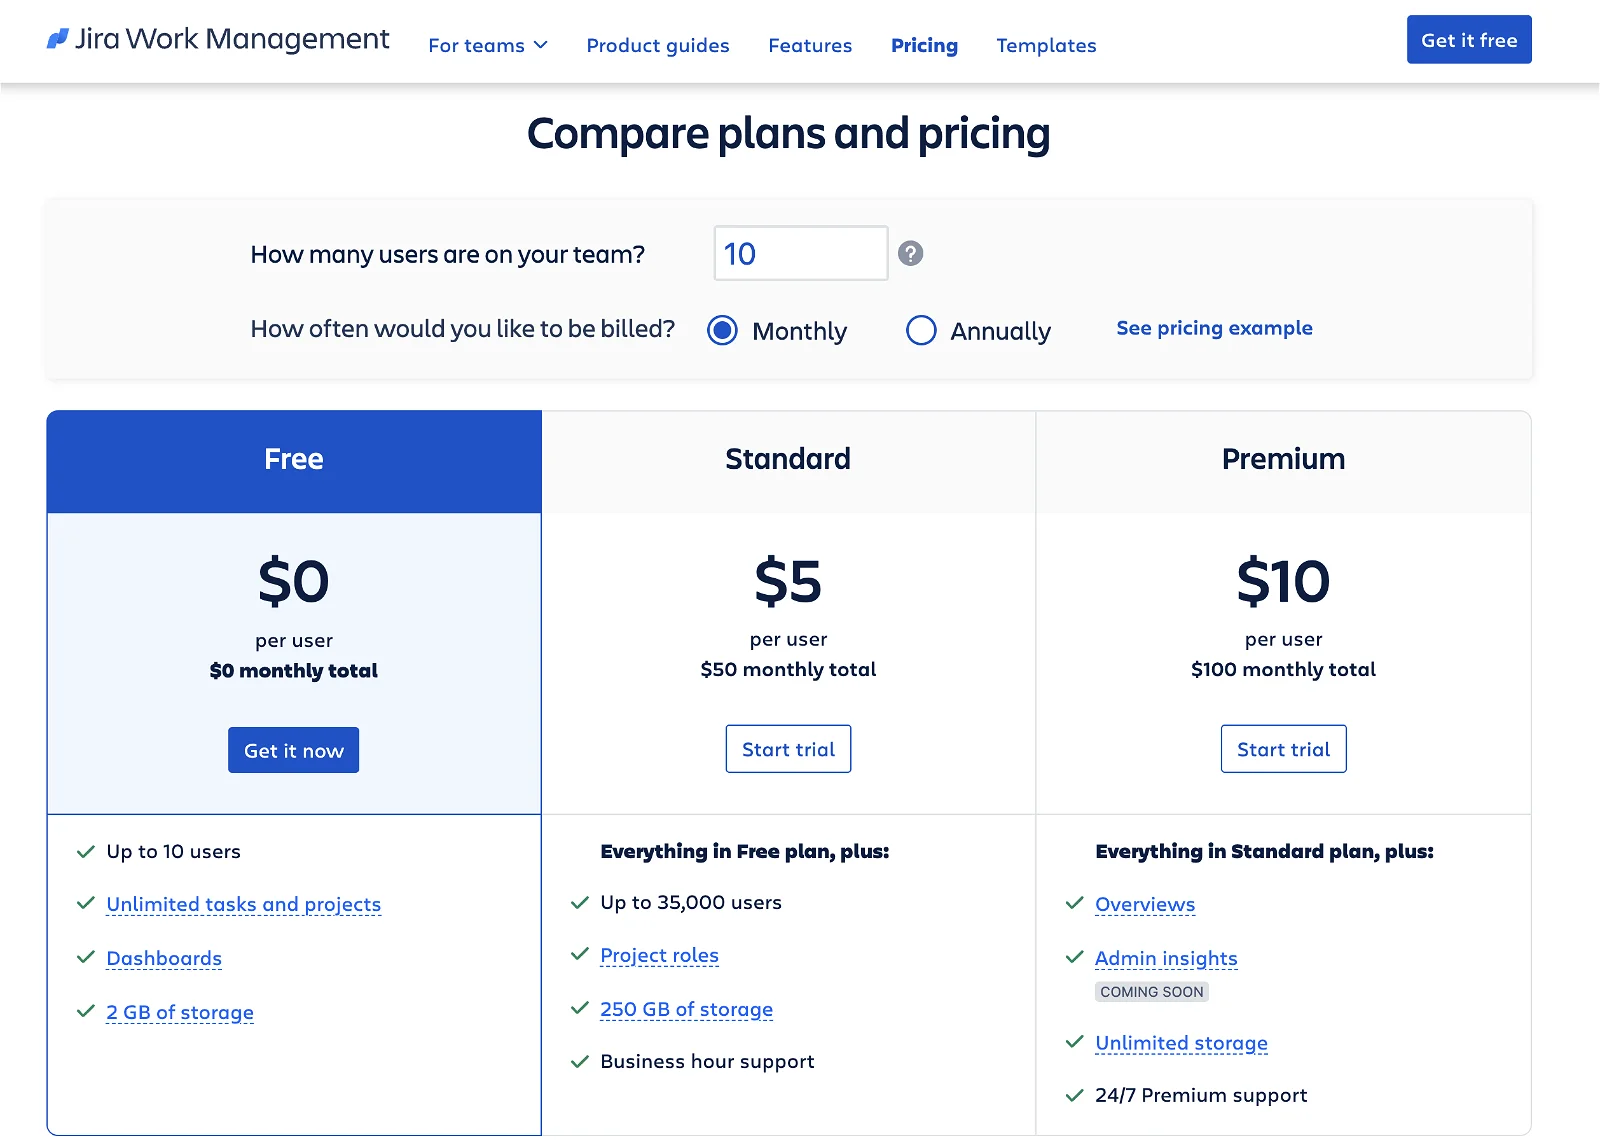 Jira Work Management
For teams
Product guides
Features
Pricing
Templates
Get it free
Compare plans and pricing
How many users are on your team?
10
?
How often would you like to be billed?
Monthly
Annually
See pricing example
Free
$0
per user
$0 monthly total
Get it now
Up to 10 users
Unlimited tasks and projects
Dashboards
2 GB of storage
Standard
$5
per user
$50 monthly total
Start trial
Everything in Free plan, plus:
Up to 35,000 users
Project roles
250 GB of storage
Business hour support
Premium
$10
per user
$100 monthly total
Start trial
Everything in Standard plan, plus:
Overviews
Admin insights
COMING SOON
Unlimited storage
24/7 Premium support